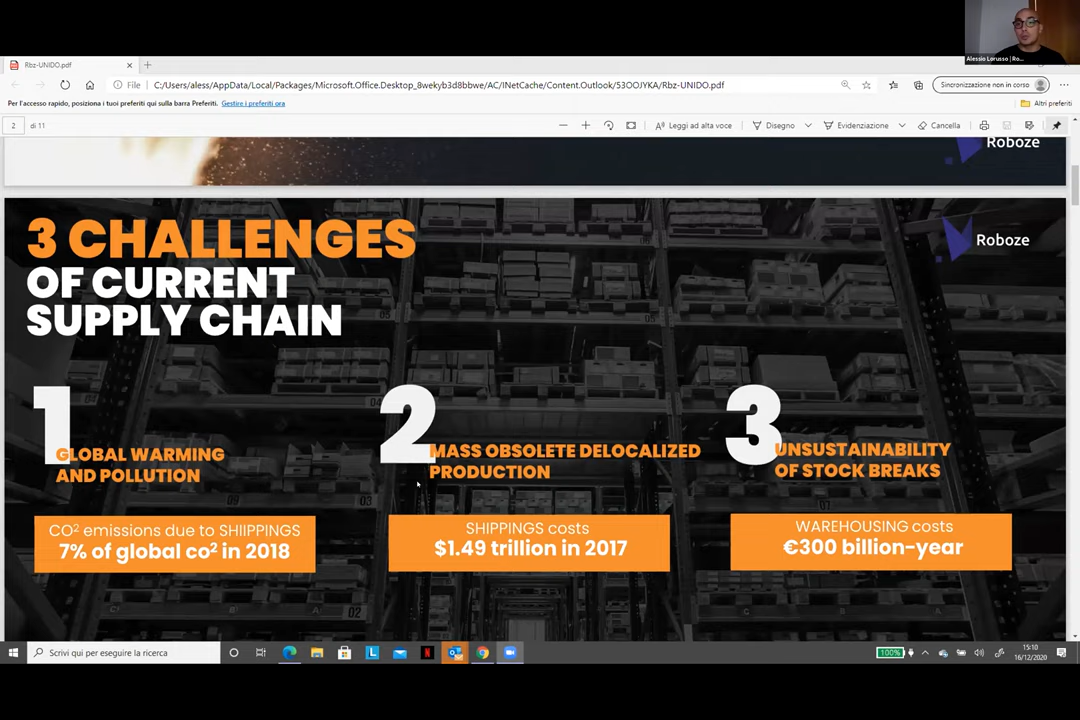 Alessio Lorusso | Ro...
Rbz-UNIDO.pdf
File
C:/Users/aless/AppData/Local/Packages/Microsoft.Office.Desktop_8wekyb3d8bbwe/AC/INetCache/Content.Outlook/53OOJYKA/Rbz-UNIDO.pdf
Sincronizzazione non in corso
Per l'accesso rapido, posiziona i tuoi preferiti qui sulla barra Preferiti. Gestire i preferiti ora
Altri preferiti
2 di 11
Leggi ad alta voce
Disegno
Evidenziazione
Cancella
Roboze
3 CHALLENGES
OF CURRENT
SUPPLY CHAIN
Roboze
1
GLOBAL WARMING
AND POLLUTION
CO² emissions due to SHIIPPINGS
7% of global co² in 2018
2
MASS OBSOLETE DELOCALIZED
PRODUCTION
SHIPPINGS costs
$1.49 trillion in 2017
3
UNSUSTAINABILITY
OF STOCK BREAKS
WAREHOUSING costs
€300 billion-year
Scrivi qui per eseguire la ricerca
100%
15:10
16/12/2020